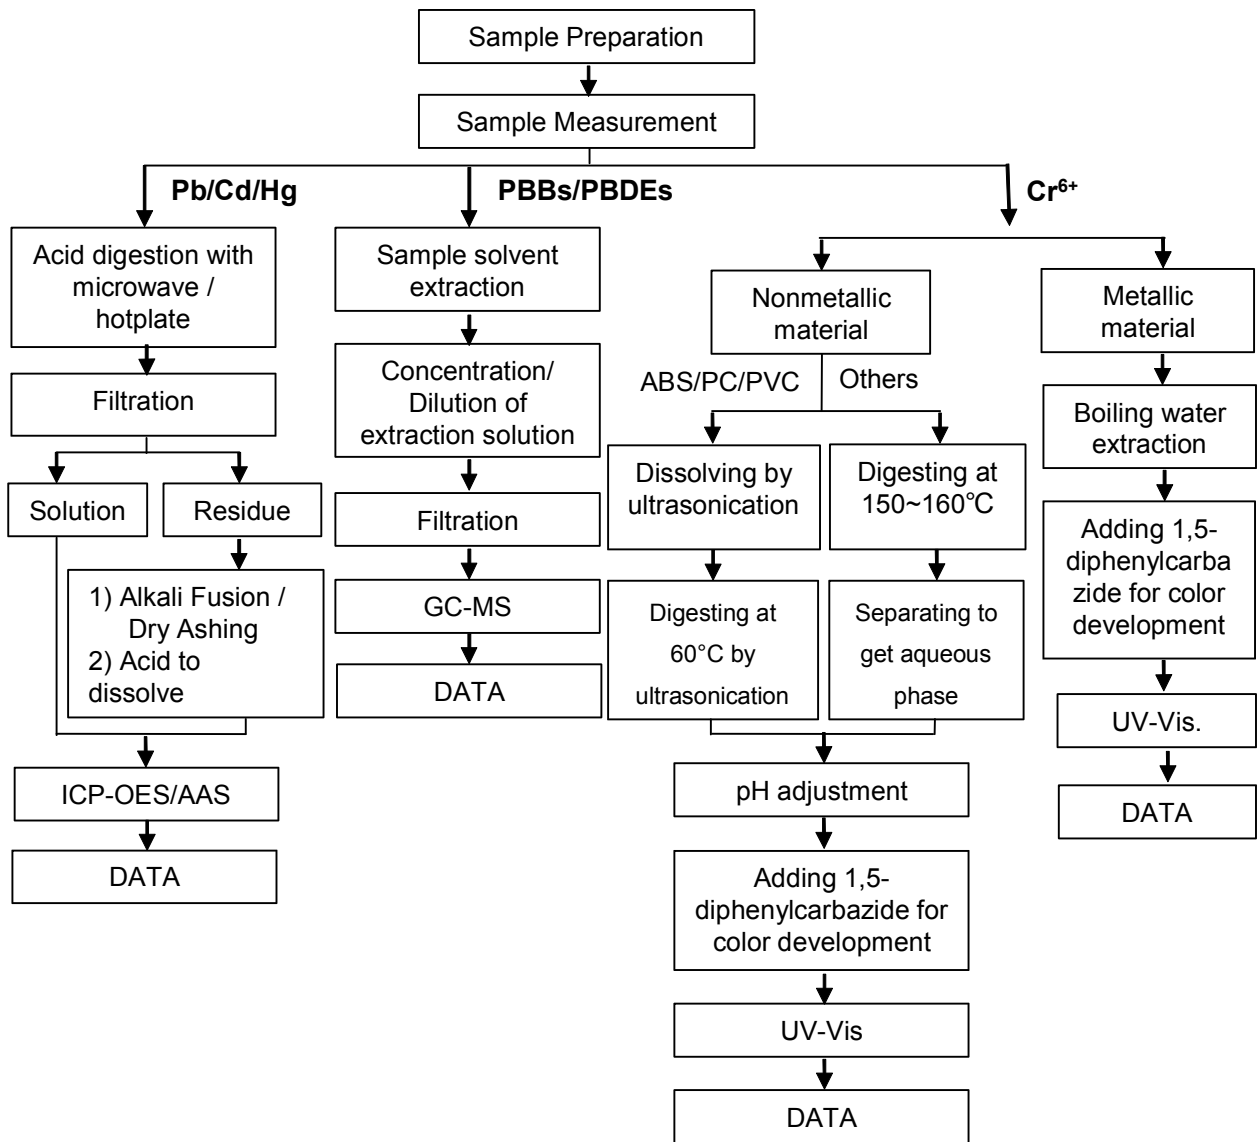 Sample Preparation
Sample Measurement
Pb/Cd/Hg
PBBs/PBDEs
Cr⁶⁺
Acid digestion with
microwave /
hotplate
Filtration
Solution
Residue
1) Alkali Fusion /
Dry Ashing
2) Acid to
dissolve
ICP-OES/AAS
DATA
Sample solvent
extraction
Concentration/
Dilution of
extraction solution
Filtration
GC-MS
DATA
Nonmetallic
material
ABS/PC/PVC
Others
Dissolving by
ultrasonication
Digesting at
60°C by
ultrasonication
Digesting at
150~160℃
Separating to
get aqueous
phase
pH adjustment
Adding 1,5-
diphenylcarbazide for
color development
UV-Vis
DATA
Metallic
material
Boiling water
extraction
Adding 1,5-
diphenylcarba
zide for color
development
UV-Vis.
DATA